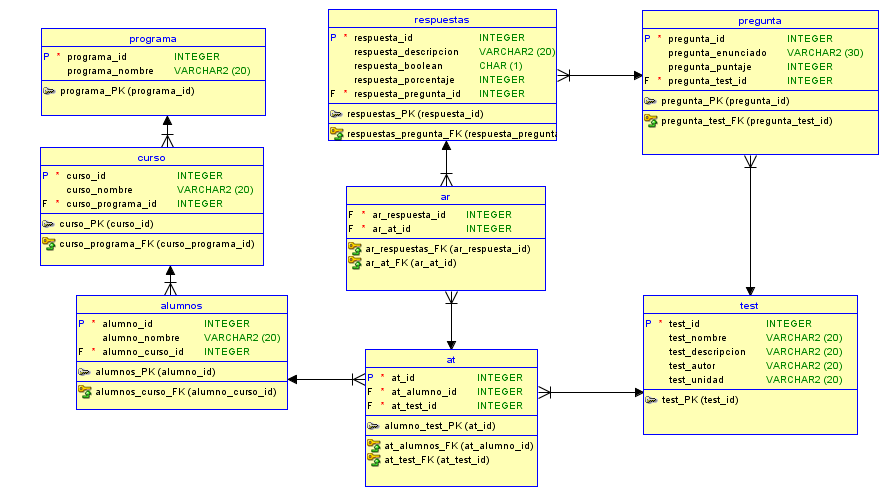 programa
P * programa_id INTEGER
programa_nombre VARCHAR2 (20)
programa_PK (programa_id)
respuestas
P * respuesta_id INTEGER
respuesta_descripcion VARCHAR2 (20)
respuesta_boolean CHAR (1)
respuesta_porcentaje INTEGER
F * respuesta_pregunta_id INTEGER
respuestas_PK (respuesta_id)
respuestas_pregunta_FK (respuesta_pregunta
pregunta
P * pregunta_id INTEGER
pregunta_enunciado VARCHAR2 (30)
pregunta_puntaje INTEGER
F * pregunta_test_id INTEGER
pregunta_PK (pregunta_id)
pregunta_test_FK (pregunta_test_id)
curso
P * curso_id INTEGER
curso_nombre VARCHAR2 (20)
F * curso_programa_id INTEGER
curso_PK (curso_id)
curso_programa_FK (curso_programa_id)
ar
F * ar_respuesta_id INTEGER
F * ar_at_id INTEGER
ar_respuestas_FK (ar_respuesta_id)
ar_at_FK (ar_at_id)
alumnos
P * alumno_id INTEGER
alumno_nombre VARCHAR2 (20)
F * alumno_curso_id INTEGER
alumnos_PK (alumno_id)
alumnos_curso_FK (alumno_curso_id)
at
P * at_id INTEGER
F * at_alumno_id INTEGER
F * at_test_id INTEGER
alumno_test_PK (at_id)
at_alumnos_FK (at_alumno_id)
at_test_FK (at_test_id)
test
P * test_id INTEGER
test_nombre VARCHAR2 (20)
test_descripcion VARCHAR2 (20)
test_autor VARCHAR2 (20)
test_unidad VARCHAR2 (20)
test_PK (test_id)